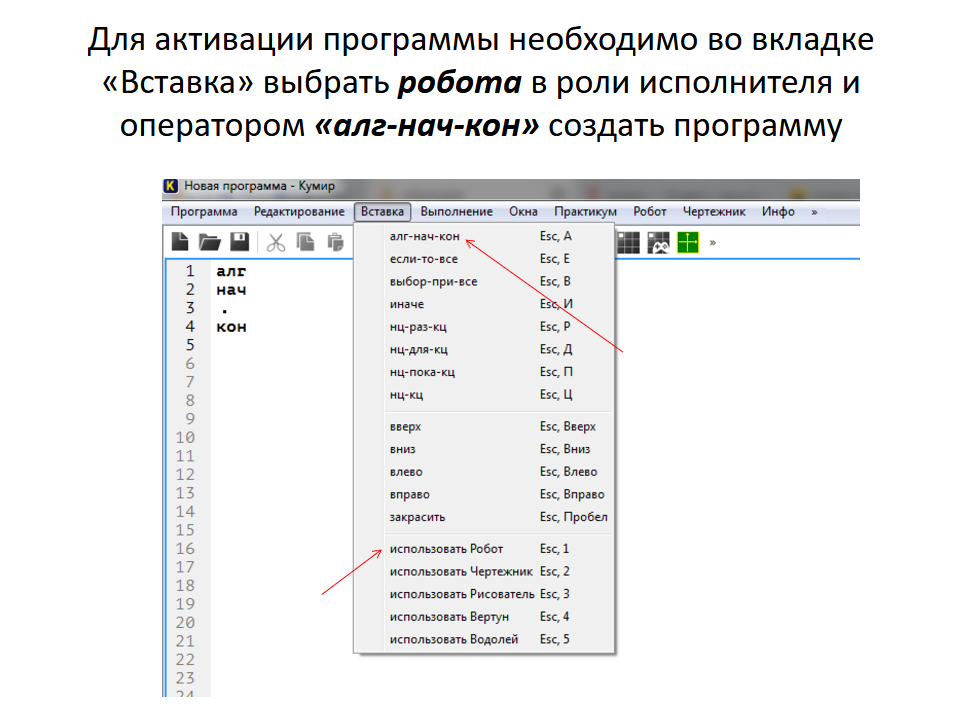 Для активации программы необходимо во вкладке
«Вставка» выбрать робота в роли исполнителя и
оператором «алг-нач-кон» создать программу
K Новая программа - Кумир
Программа Редактирование Вставка Выполнение Окна Практикум Робот Чертежник Инфо »
»
алг-нач-кон Esc, А
если-то-все Esc, Е
выбор-при-все Esc, В
иначе Esc, И
нц-раз-кц Esc, Р
нц-для-кц Esc, Д
нц-пока-кц Esc, П
нц-кц Esc, Ц
вверх Esc, Вверх
вниз Esc, Вниз
влево Esc, Влево
вправо Esc, Вправо
закрасить Esc, Пробел
использовать Робот Esc, 1
использовать Чертежник Esc, 2
использовать Рисователь Esc, 3
использовать Вертун Esc, 4
использовать Водолей Esc, 5
1 алг
2 нач
3 .
4 кон
5
6
7
8
9
10
11
12
13
14
15
16
17
18
19
20
21
22
23
24